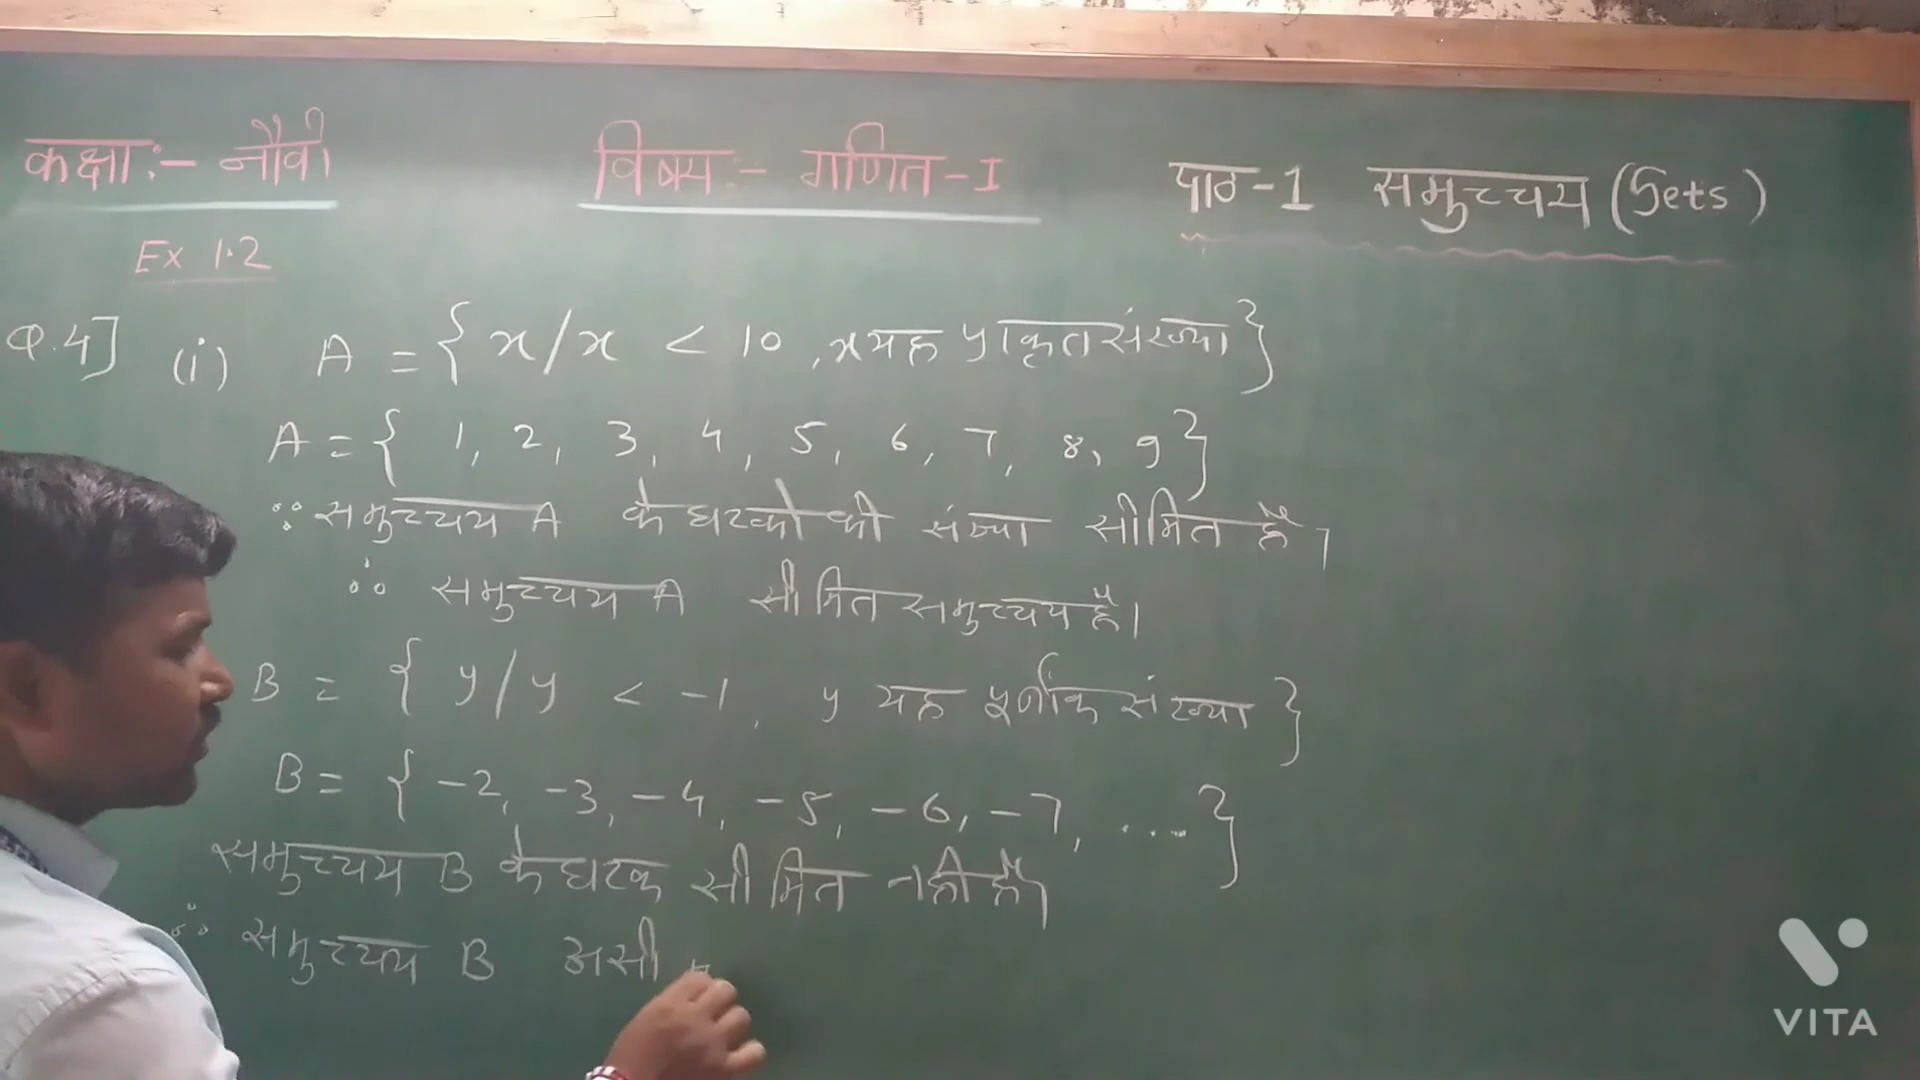 कक्षा:- नौवीं विषय:- गणित-I पाठ-1 समुच्चय (Sets)
Ex 1.2
Q.4] (i) A = { x/x < 10, x यह प्राकृत संख्या }
A = { 1, 2, 3, 4, 5, 6, 7, 8, 9 }
∵ समुच्चय A के घटकों की संख्या सीमित है।
∴ समुच्चय A सीमित समुच्चय है।
B = { y/y < -1, y यह पूर्णांक संख्या }
B = { -2, -3, -4, -5, -6, -7, .... }
समुच्चय B के घटक सीमित नहीं है।
∴ समुच्चय B असी
VITA